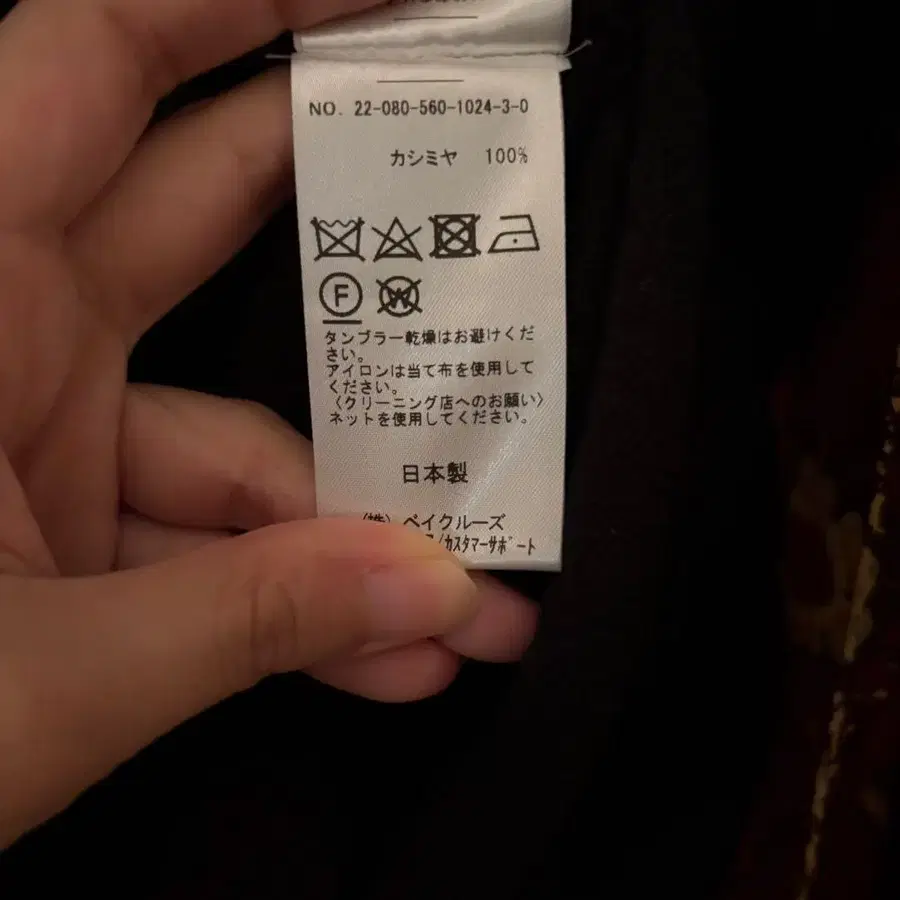 NO. 22-080-560-1024-3-0
カシミヤ 100%
F
W
タンブラー乾燥はお避けくだ
さい。
アイロンは当て布を使用して
ください。
〈クリーニング店へのお願い〉
ネットを使用してください。
日本製
(株) ベイクルーズ
/カスタマーサポート